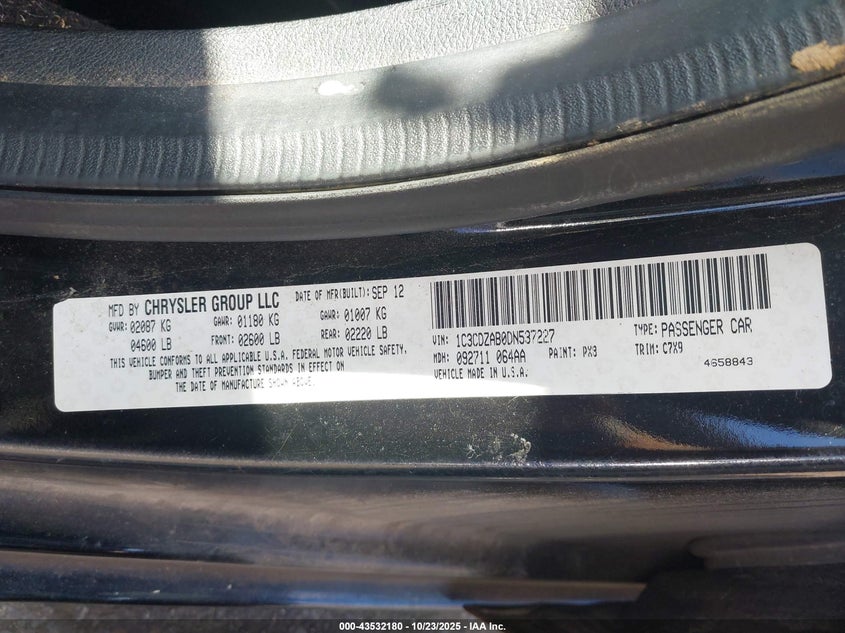 MFD BY CHRYSLER GROUP LLC DATE OF MFR(BUILT): SEP 12
GVWR: 02087 KG GAWR: 01180 KG GAWR: 01007 KG
04600 LB FRONT: 02600 LB REAR: 02220 LB
THIS VEHICLE CONFORMS TO ALL APPLICABLE U.S.A. FEDERAL MOTOR VEHICLE SAFETY,
BUMPER AND THEFT PREVENTION STANDARDS IN EFFECT ON
THE DATE OF MANUFACTURE SHOWN ABOVE.
VIN: 1C3CDZAB0DN537227 TYPE: PASSENGER CAR
MDH: 092711 064AA PAINT: PX8 TRIM: C7X9
VEHICLE MADE IN U.S.A. 4658843
000-43532180 - 10/23/2025 - IAA Inc.